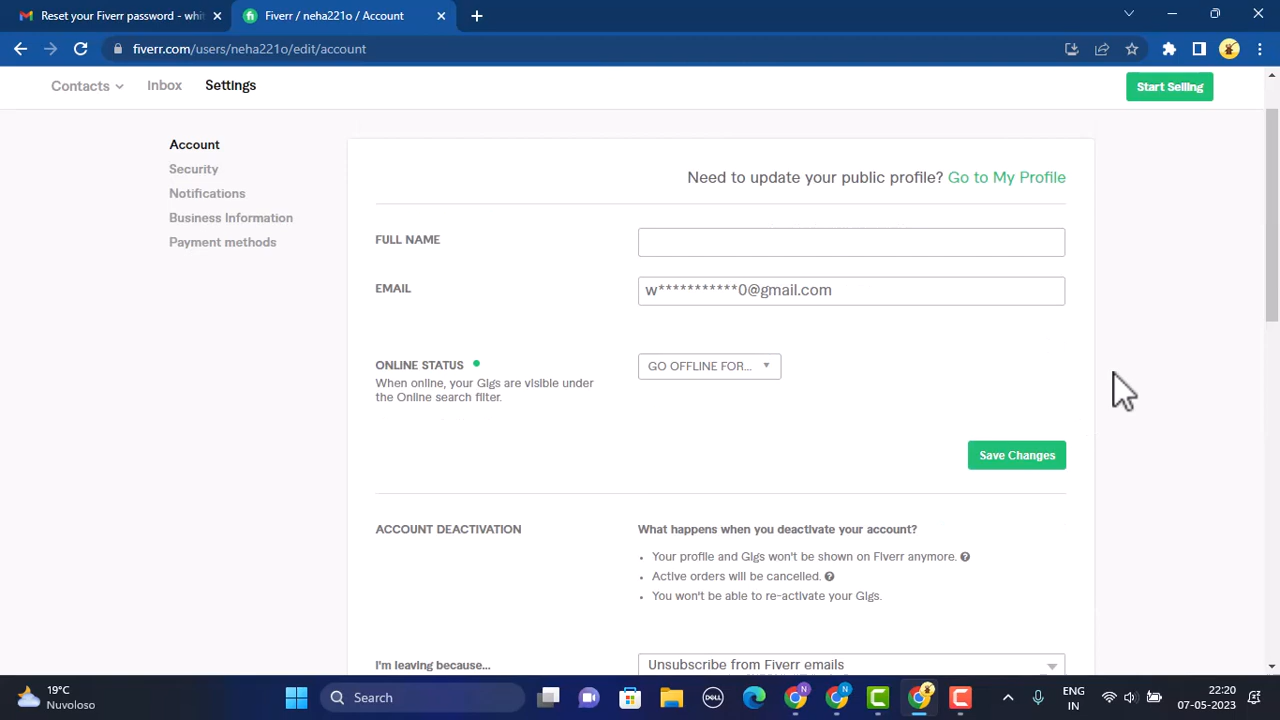 Reset your Fiverr password - whit
Fiverr / neha221o / Account
fiverr.com/users/neha221o/edit/account
Contacts
Inbox
Settings
Start Selling
Account
Security
Notifications
Business Information
Payment methods
Need to update your public profile? Go to My Profile
FULL NAME
EMAIL
w***********0@gmail.com
ONLINE STATUS
GO OFFLINE FOR...
When online, your Gigs are visible under
the Online search filter.
Save Changes
ACCOUNT DEACTIVATION
What happens when you deactivate your account?
• Your profile and Gigs won't be shown on Fiverr anymore.
• Active orders will be cancelled.
• You won't be able to re-activate your Gigs.
I'm leaving because...
Unsubscribe from Fiverr emails
19°C
Nuvoloso
Search
DELL
ENG
IN
22:20
07-05-2023